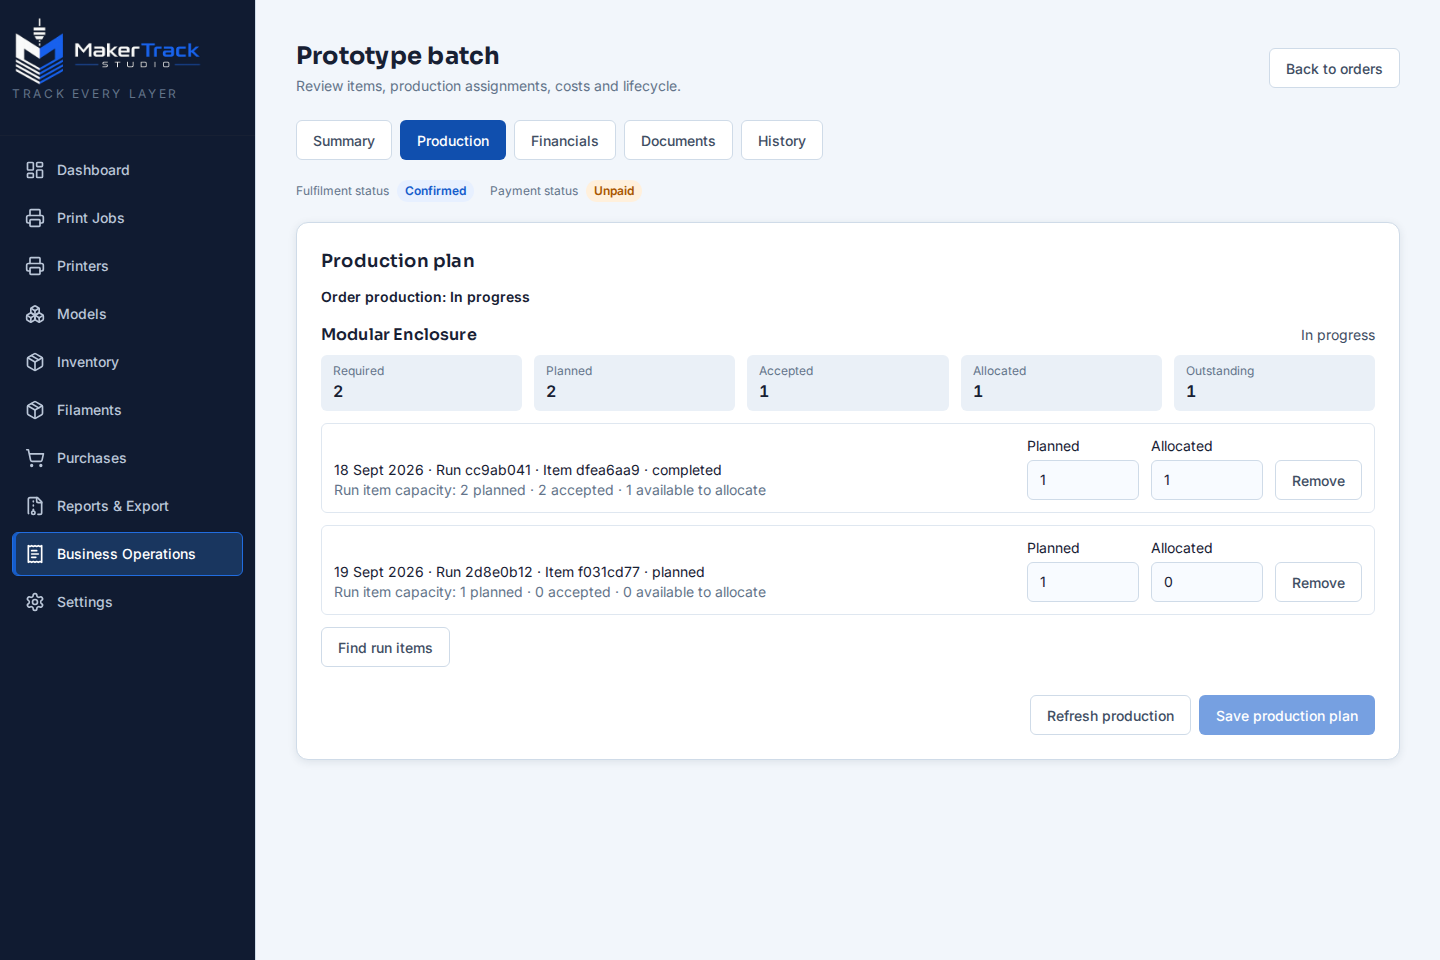 MakerTrack
STUDIO
TRACK EVERY LAYER
Dashboard
Print Jobs
Printers
Models
Inventory
Filaments
Purchases
Reports & Export
Business Operations
Settings
Prototype batch
Review items, production assignments, costs and lifecycle.
Back to orders
Summary
Production
Financials
Documents
History
Fulfilment status Confirmed Payment status Unpaid
Production plan
Order production: In progress
Modular Enclosure
In progress
Required
2
Planned
2
Accepted
1
Allocated
1
Outstanding
1
18 Sept 2026 · Run cc9ab041 · Item dfea6aa9 · completed
Run item capacity: 2 planned · 2 accepted · 1 available to allocate
Planned
1
Allocated
1
Remove
19 Sept 2026 · Run 2d8e0b12 · Item f031cd77 · planned
Run item capacity: 1 planned · 0 accepted · 0 available to allocate
Planned
1
Allocated
0
Remove
Find run items
Refresh production
Save production plan